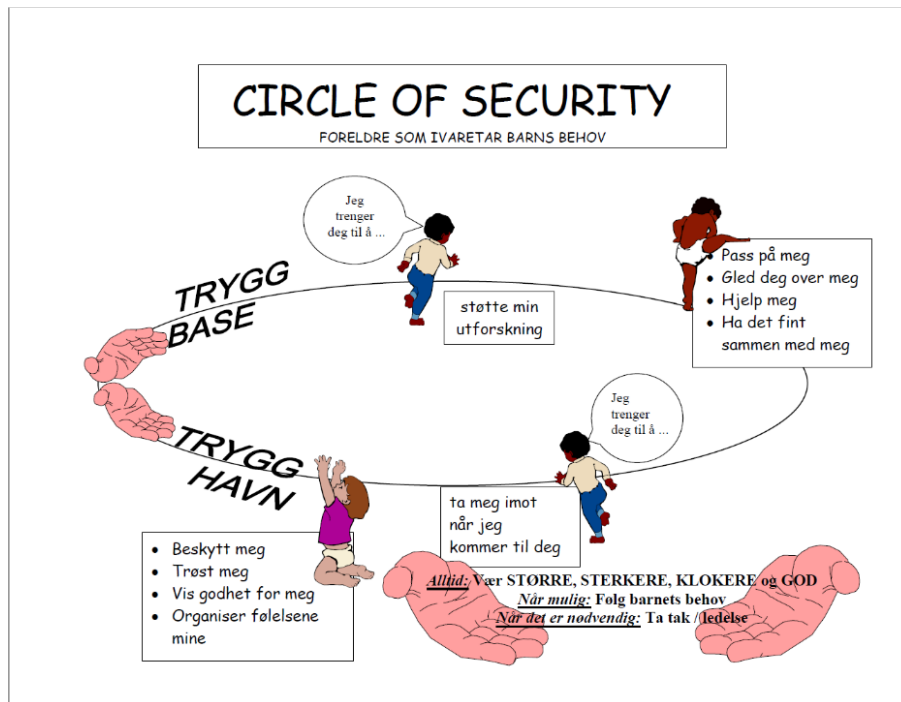 CIRCLE OF SECURITY
FORELDRE SOM IVARETAR BARNS BEHOV
Jeg
trenger
deg til å ...
TRYGG
BASE
støtte min
utforskning
• Pass på meg
• Gled deg over meg
• Hjelp meg
• Ha det fint
sammen med meg
Jeg
trenger
deg til å ...
TRYGG
HAVN
ta meg imot
når jeg
kommer til deg
• Beskytt meg
• Trøst meg
• Vis godhet for meg
• Organiser følelsene
mine
Alltid: Vær STØRRE, STERKERE, KLOKERE og GOD
Når mulig: Følg barnets behov
Når det er nødvendig: Ta tak / ledelse